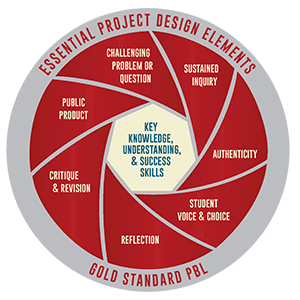 ESSENTIAL PROJECT DESIGN ELEMENTS
CHALLENGING
PROBLEM OR
QUESTION
SUSTAINED
INQUIRY
AUTHENTICITY
STUDENT
VOICE & CHOICE
REFLECTION
CRITIQUE
& REVISION
PUBLIC
PRODUCT
KEY
KNOWLEDGE,
UNDERSTANDING,
& SUCCESS
SKILLS
GOLD STANDARD PBL